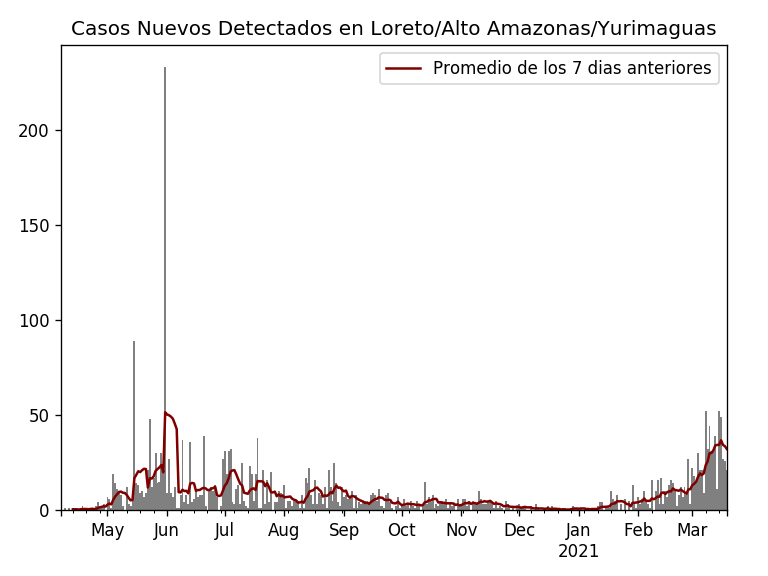 Casos Nuevos Detectados en Loreto/Alto Amazonas/Yurimaguas
Promedio de los 7 dias anteriores
200
150
100
50
0
May Jun Jul Aug Sep Oct Nov Dec Jan Feb Mar
2021